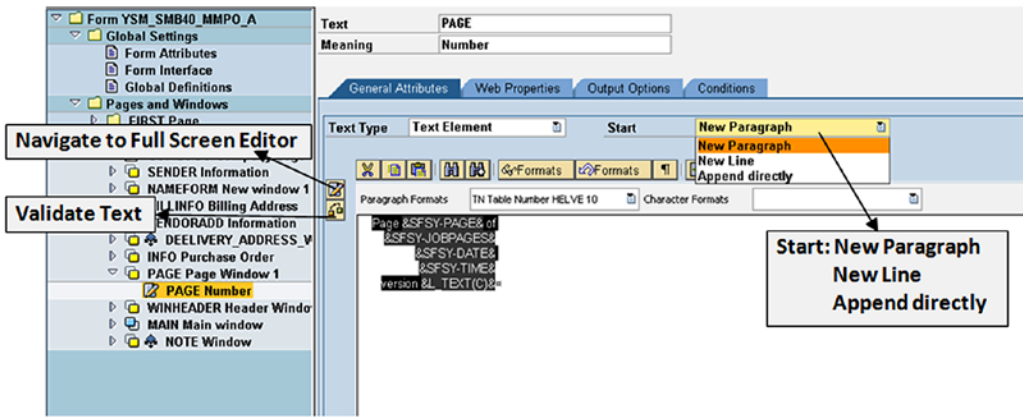 Form YSM_SMB40_MMPO_A
Global Settings
Form Attributes
Form Interface
Global Definitions
Pages and Windows
FIRST Page
Navigate to Full Screen Editor
SENDER Information
NAMEFORM New window 1
Billing Address
Validate Text
Information
DEELIVERY_ADDRESS_W
INFO Purchase Order
PAGE Page Window 1
PAGE Number
WINHEADER Header Windo
MAIN Main window
NOTE Window
Text PAGE
Meaning Number
General Attributes Web Properties Output Options Conditions
Text Type Text Element Start New Paragraph
New Paragraph
New Line
Append directly
Formats Formats
Paragraph Formats TN Table Number HELVE 10 Character Formats
Page &SFSY-PAGE& of
&SFSY-JOBPAGES&
&SFSY-DATE&
&SFSY-TIME&
version &L_TEXT(C)&
Start: New Paragraph
New Line
Append directly